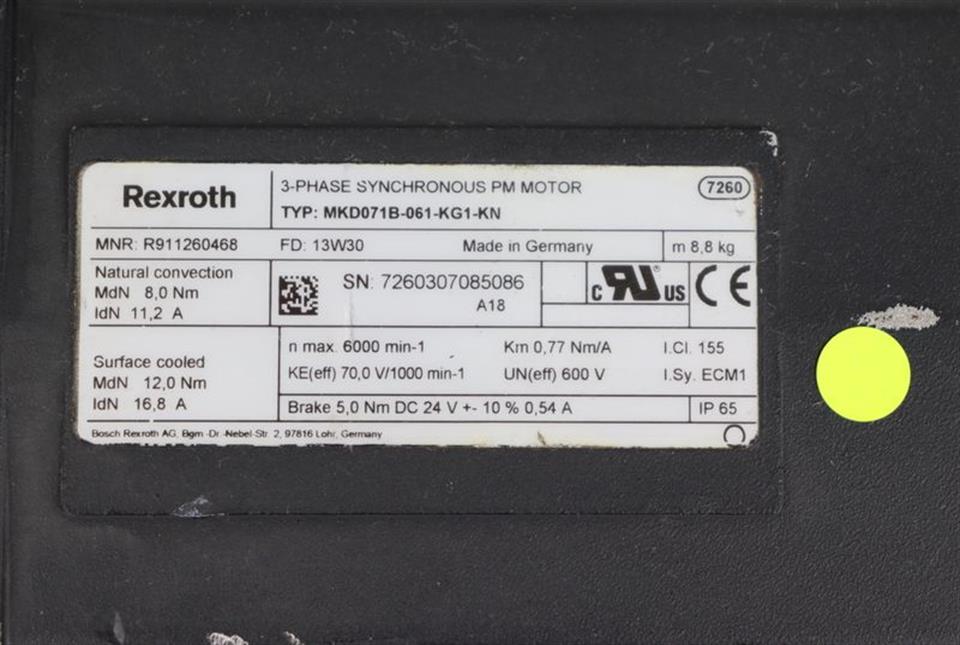 Rexroth
3-PHASE SYNCHRONOUS PM MOTOR
7260
TYP: MKD071B-061-KG1-KN
MNR: R911260468
FD: 13W30
Made in Germany
m 8,8 kg
Natural convection
MdN 8,0 Nm
IdN 11,2 A
SN: 7260307085086
A18
c RU ® US
CE
Surface cooled
MdN 12,0 Nm
IdN 16,8 A
n max. 6000 min-1
Km 0,77 Nm/A
I.Cl. 155
KE(eff) 70,0 V/1000 min-1
UN(eff) 600 V
I.Sy. ECM1
Brake 5,0 Nm DC 24 V +- 10 % 0,54 A
IP 65
Bosch Rexroth AG, Bgm.-Dr.-Nebel-Str. 2, 97816 Lohr, Germany